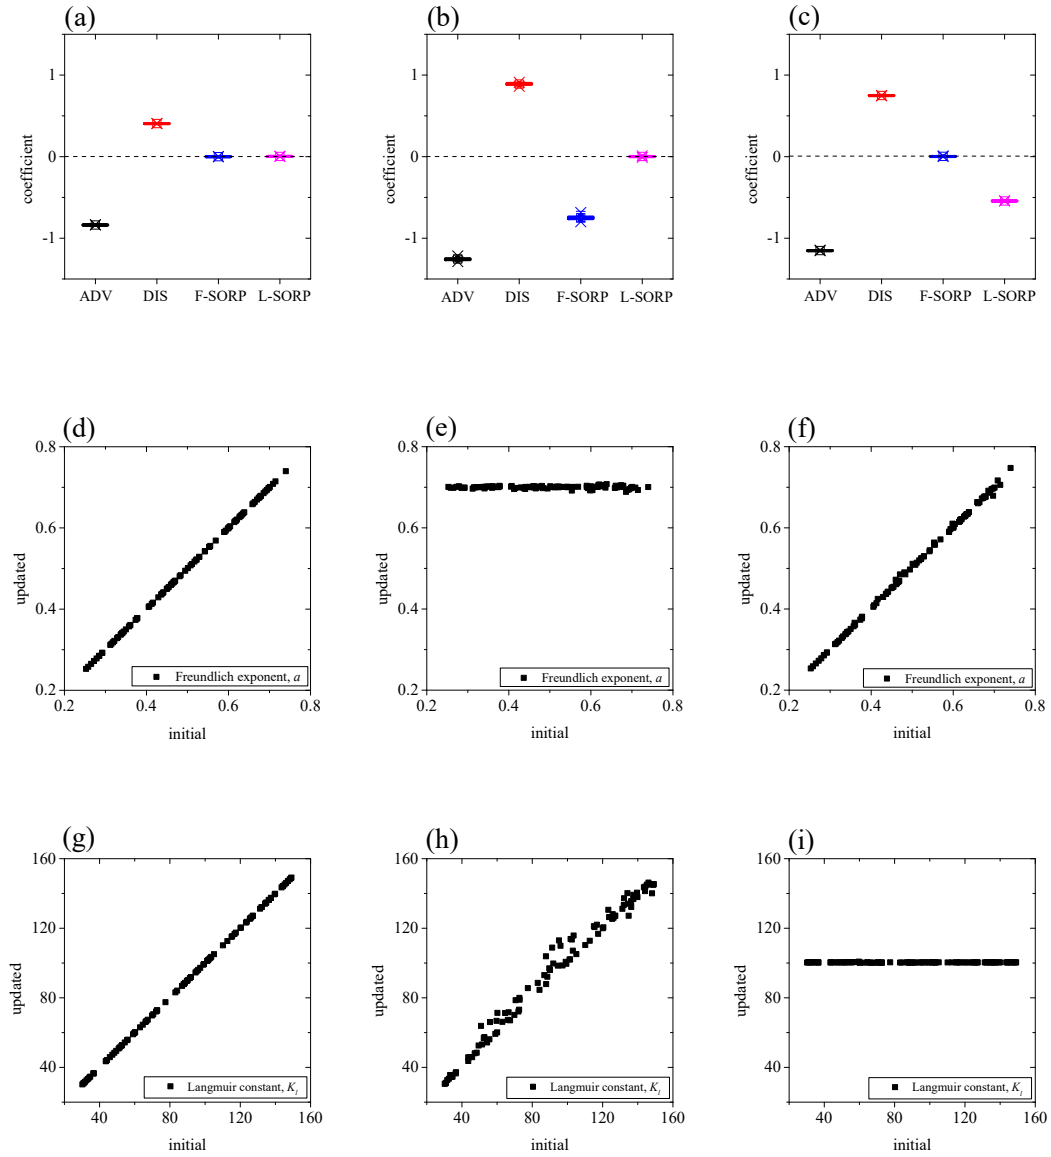 (a)
(b)
(c)
1
0
-1
coefficient
ADV DIS F-SORP L-SORP
1
0
-1
coefficient
ADV DIS F-SORP L-SORP
1
0
-1
coefficient
ADV DIS F-SORP L-SORP
(d)
(e)
(f)
0.8
0.6
0.4
0.2
updated
Freundlich exponent, a
0.2 0.4 0.6 0.8
initial
0.8
0.6
0.4
0.2
updated
Freundlich exponent, a
0.2 0.4 0.6 0.8
initial
0.8
0.6
0.4
0.2
updated
Freundlich exponent, a
0.2 0.4 0.6 0.8
initial
(g)
(h)
(i)
160
120
80
40
updated
Langmuir constant, K_l
40 80 120 160
initial
160
120
80
40
updated
Langmuir constant, K_l
40 80 120 160
initial
160
120
80
40
updated
Langmuir constant, K_l
40 80 120 160
initial